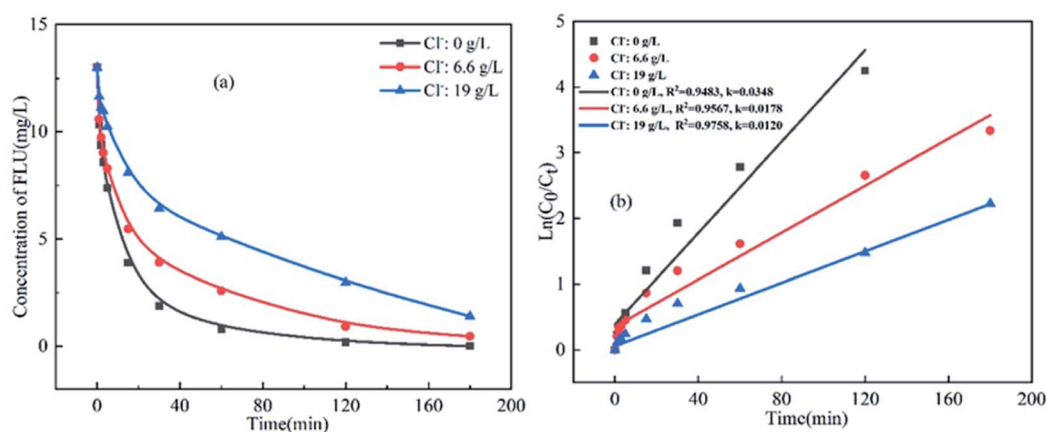 15
10
5
0
0
40
80
120
160
200
Concentration of FLU(mg/L)
Time(min)
(a)
Cl⁻: 0 g/L
Cl⁻: 6.6 g/L
Cl⁻: 19 g/L
5
4
3
2
1
0
0
40
80
120
160
200
Ln(C₀/Cₜ)
Time(min)
(b)
Cl⁻: 0 g/L
Cl⁻: 6.6 g/L
Cl⁻: 19 g/L
Cl⁻: 0 g/L, R²=0.9483, k=0.0348
Cl⁻: 6.6 g/L, R²=0.9567, k=0.0178
Cl⁻: 19 g/L, R²=0.9758, k=0.0120